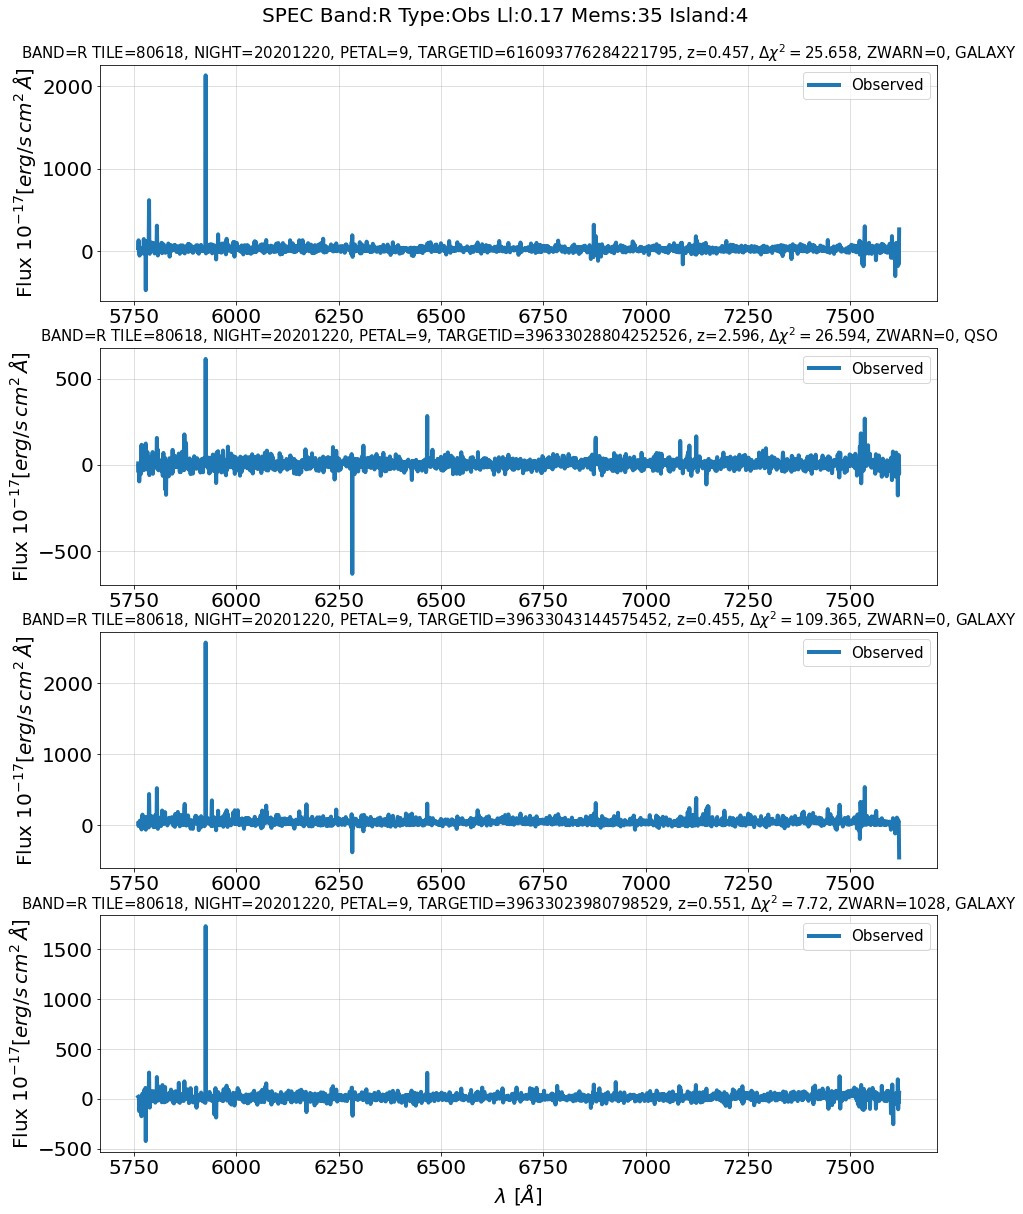 SPEC Band:R Type:Obs Ll:0.17 Mems:35 Island:4
BAND=R TILE=80618, NIGHT=20201220, PETAL=9, TARGETID=616093776284221795, z=0.457, Δχ² = 25.658, ZWARN=0, GALAXY
Flux 10⁻¹⁷[erg/s cm² Å]
2000
1000
0
Observed
5750 6000 6250 6500 6750 7000 7250 7500
BAND=R TILE=80618, NIGHT=20201220, PETAL=9, TARGETID=39633028804252526, z=2.596, Δχ² = 26.594, ZWARN=0, QSO
Flux 10⁻¹⁷[erg/s cm² Å]
500
0
−500
Observed
5750 6000 6250 6500 6750 7000 7250 7500
BAND=R TILE=80618, NIGHT=20201220, PETAL=9, TARGETID=39633043144575452, z=0.455, Δχ² = 109.365, ZWARN=0, GALAXY
Flux 10⁻¹⁷[erg/s cm² Å]
2000
1000
0
Observed
5750 6000 6250 6500 6750 7000 7250 7500
BAND=R TILE=80618, NIGHT=20201220, PETAL=9, TARGETID=39633023980798529, z=0.551, Δχ² = 7.72, ZWARN=1028, GALAXY
Flux 10⁻¹⁷[erg/s cm² Å]
1500
1000
500
0
−500
Observed
5750 6000 6250 6500 6750 7000 7250 7500
λ [Å]